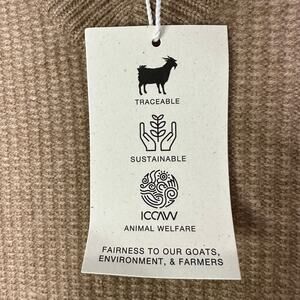 TRACEABLE
SUSTAINABLE
ICCAW
ANIMAL WELFARE
FAIRNESS TO OUR GOATS,
ENVIRONMENT, & FARMERS